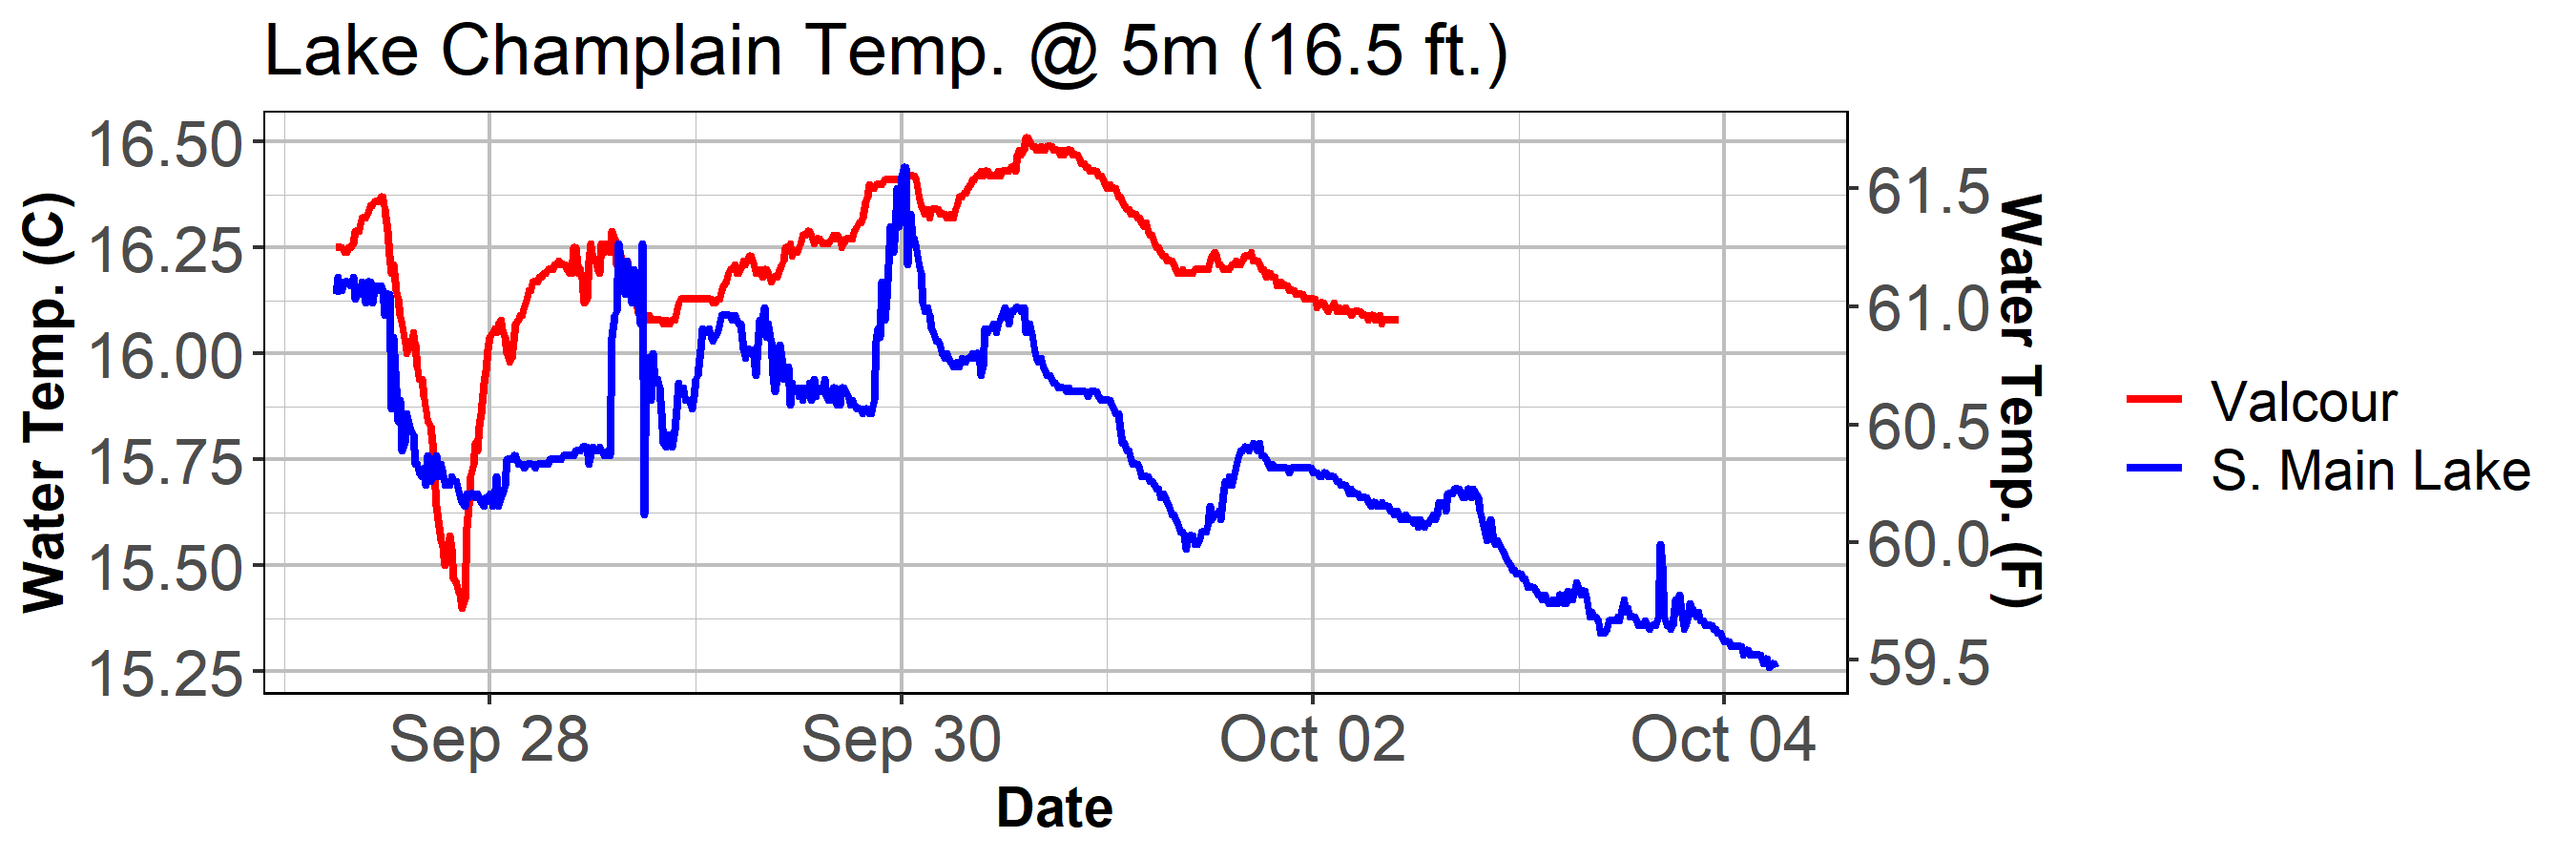 Lake Champlain Temp. @ 5m (16.5 ft.)
Water Temp. (C)
16.50
16.25
16.00
15.75
15.50
15.25
61.5
61.0
60.5
60.0
59.5
Water Temp. (F)
Sep 28
Sep 30
Oct 02
Oct 04
Date
Valcour
S. Main Lake